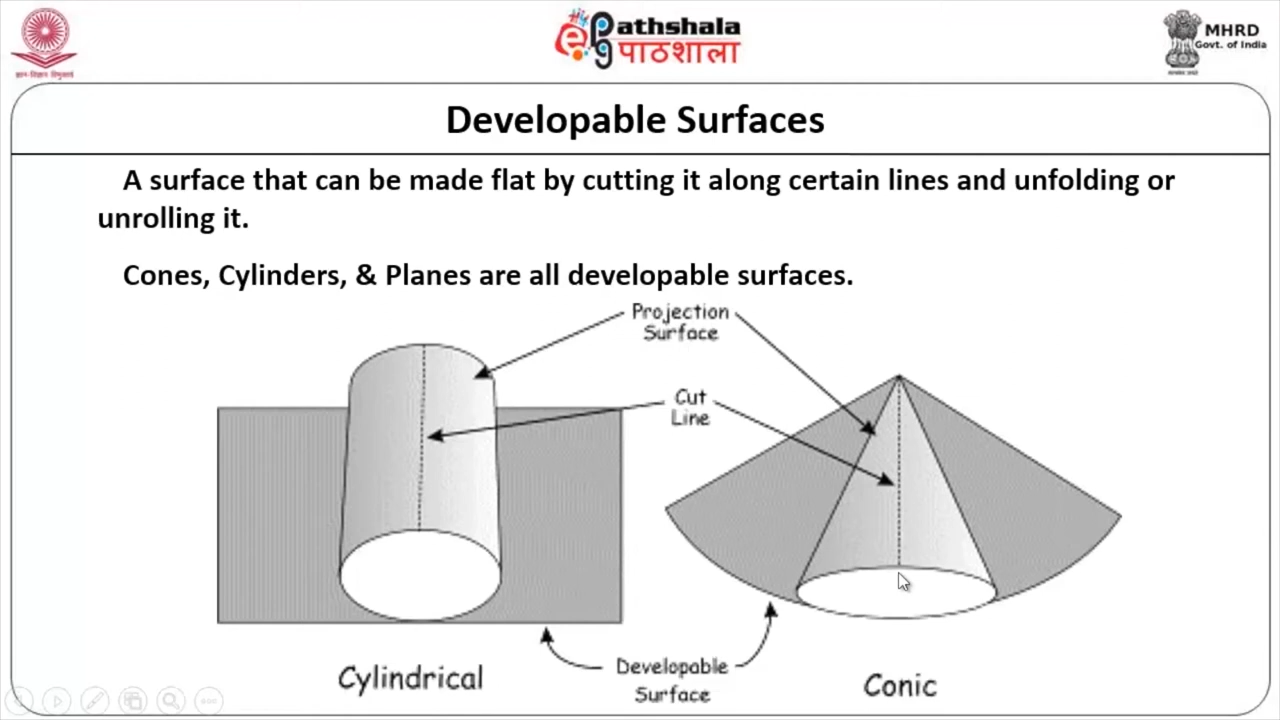 ePathshala
पाठशाला
MHRD
Govt. of India
Developable Surfaces
A surface that can be made flat by cutting it along certain lines and unfolding or
unrolling it.
Cones, Cylinders, & Planes are all developable surfaces.
Projection
Surface
Cut
Line
Developable
Surface
Cylindrical
Conic